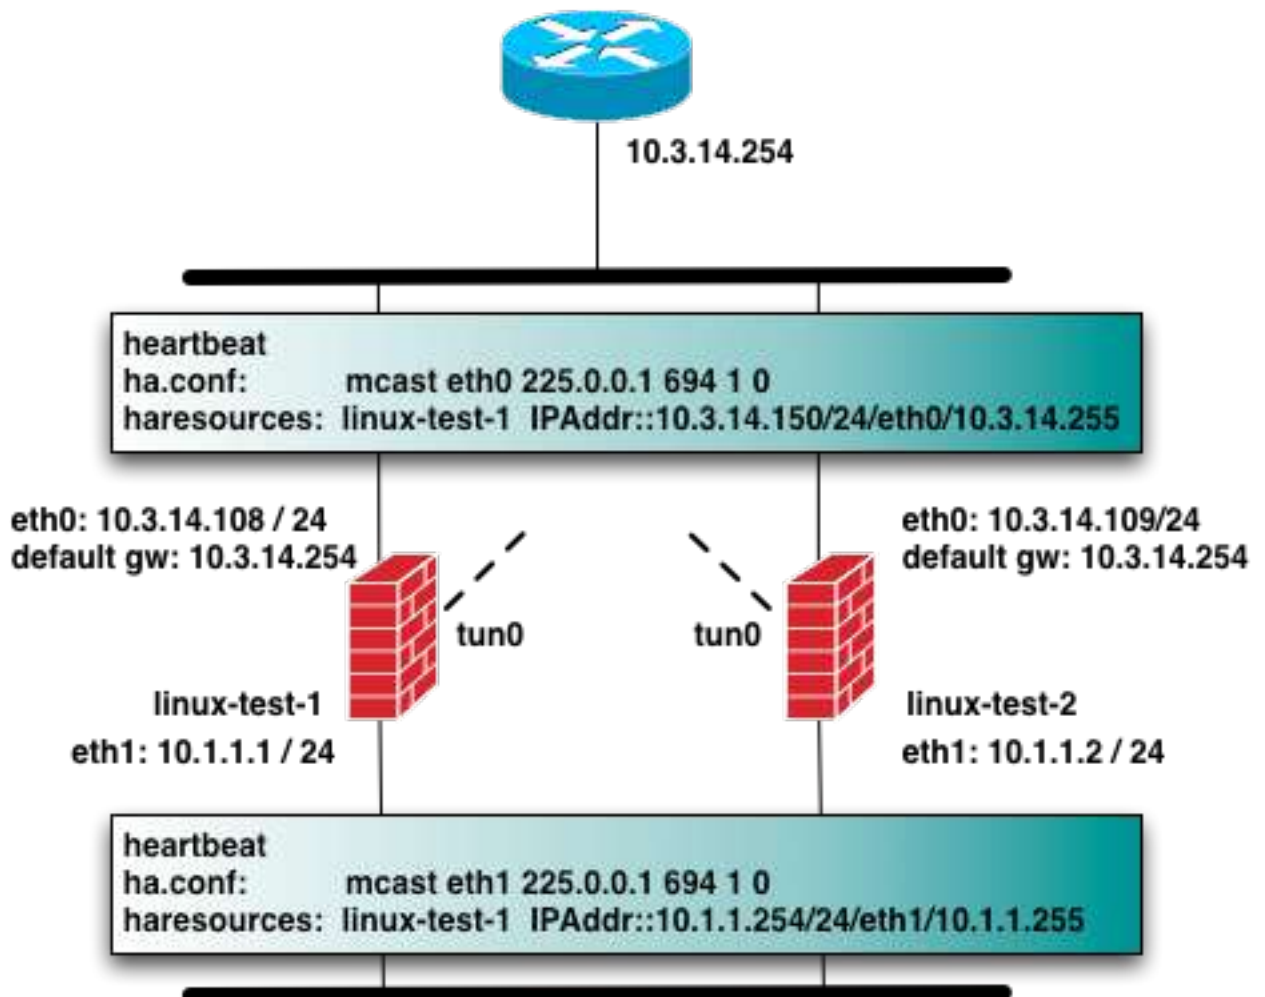 10.3.14.254
heartbeat
ha.conf: mcast eth0 225.0.0.1 694 1 0
haresources: linux-test-1 IPAddr::10.3.14.150/24/eth0/10.3.14.255
eth0: 10.3.14.108 / 24
default gw: 10.3.14.254
eth0: 10.3.14.109/24
default gw: 10.3.14.254
tun0
tun0
linux-test-1
eth1: 10.1.1.1 / 24
linux-test-2
eth1: 10.1.1.2 / 24
heartbeat
ha.conf: mcast eth1 225.0.0.1 694 1 0
haresources: linux-test-1 IPAddr::10.1.1.254/24/eth1/10.1.1.255